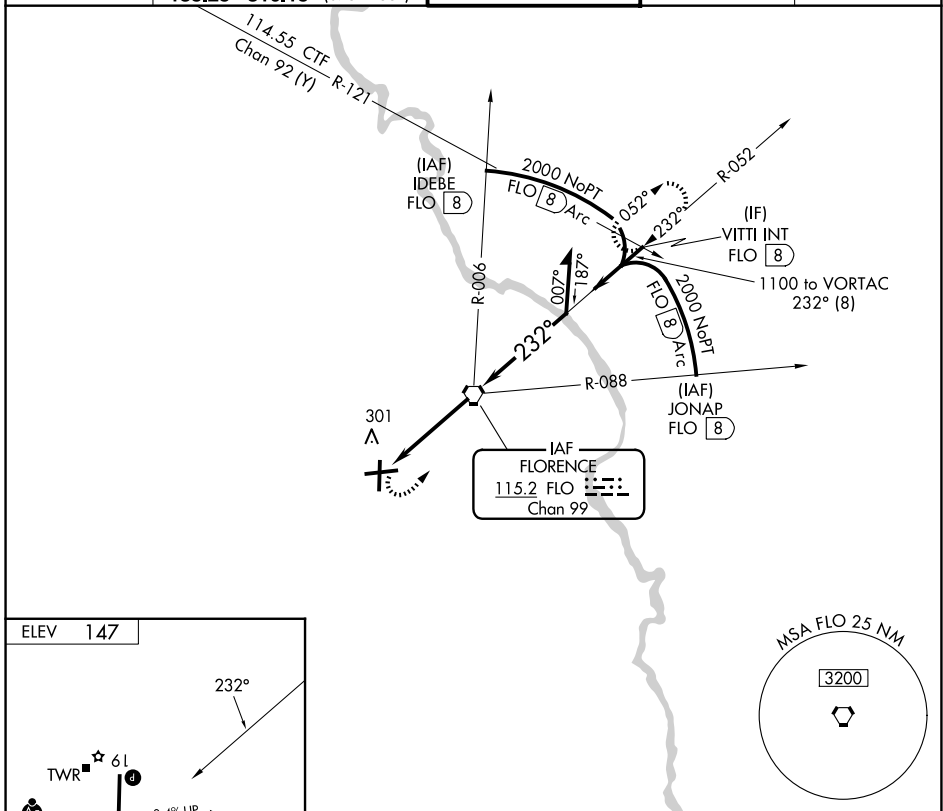 114.55 CTF
Chan 92 (Y)
R-121
(IAF)
IDEBE
FLO 8
2000 NoPT
FLO 8 Arc
052°
232°
R-052
(IF)
VITTI INT
FLO 8
1100 to VORTAC
232° (8)
2000 NoPT
FLO 8 Arc
R-006
007°
187°
232°
R-088
(IAF)
JONAP
FLO 8
301
IAF
FLORENCE
115.2 FLO
Chan 99
ELEV 147
232°
TWR
19
P
UP
MSA FLO 25 NM
3200